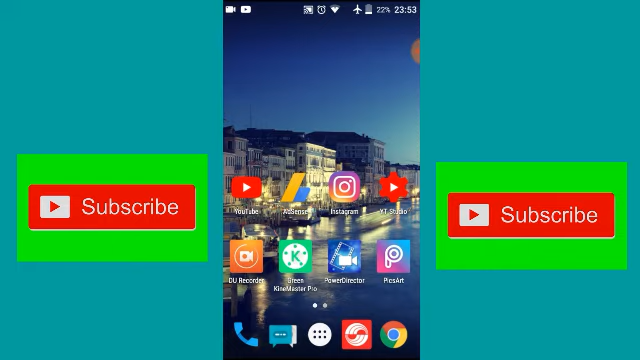 22% 23:53
YouTube
AdSense
Instagram
YT Studio
Subscribe
Subscribe
DU Recorder
Green
KineMaster Pro
PowerDirector
PicsArt